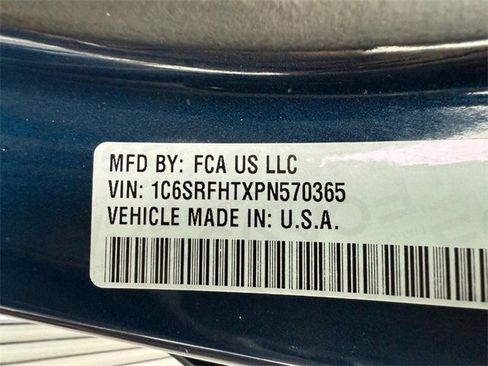 MFD BY: FCA US LLC
VIN: 1C6SRFHTXPN570365
VEHICLE MADE IN: U.S.A.